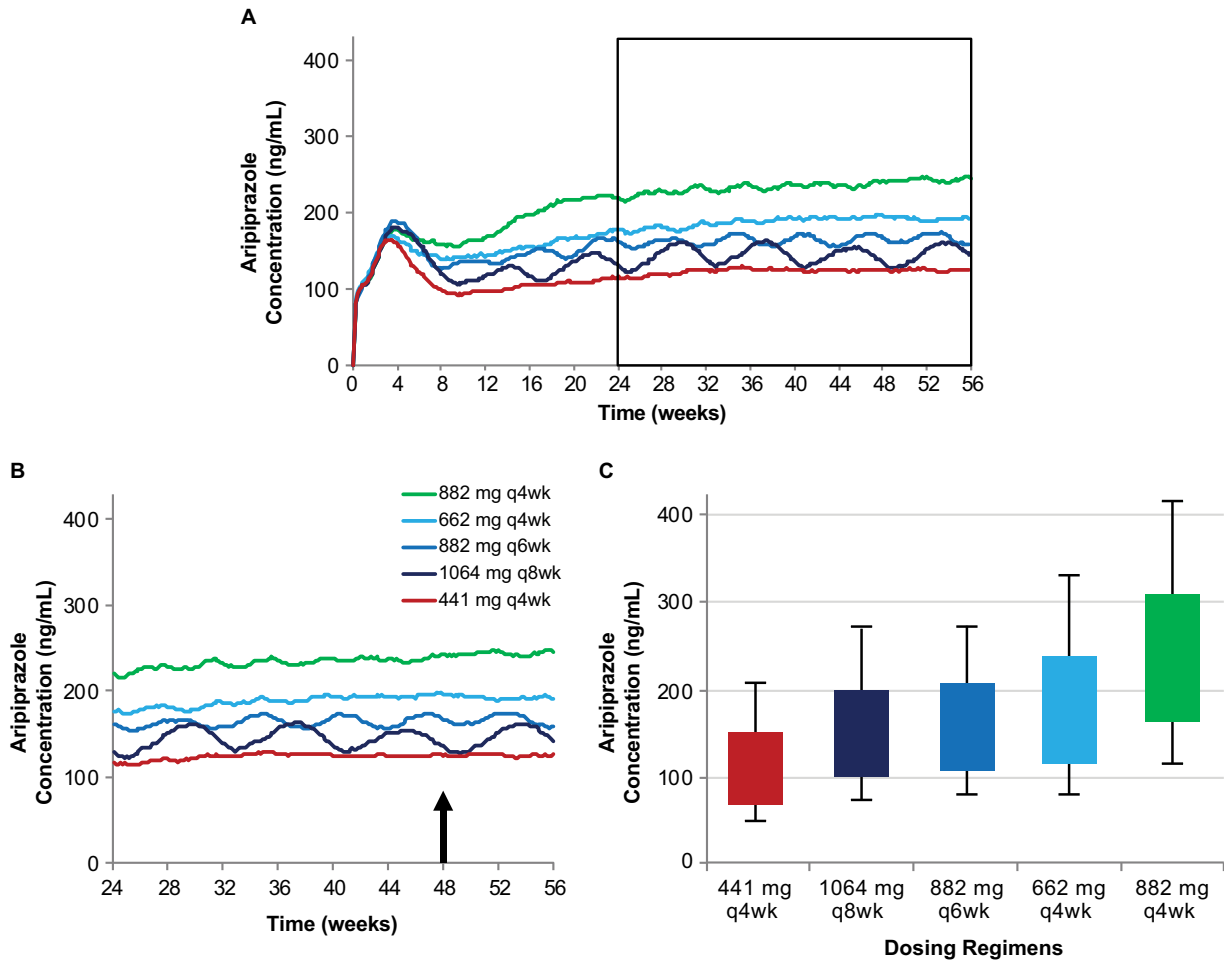 A
Aripiprazole
Concentration (ng/mL)
400
300
200
100
0
0 4 8 12 16 20 24 28 32 36 40 44 48 52 56
Time (weeks)
B
882 mg q4wk
662 mg q4wk
882 mg q6wk
1064 mg q8wk
441 mg q4wk
Aripiprazole
Concentration (ng/mL)
400
300
200
100
0
24 28 32 36 40 44 48 52 56
Time (weeks)
C
Aripiprazole
Concentration (ng/mL)
400
300
200
100
0
441 mg 1064 mg 882 mg 662 mg 882 mg
q4wk q8wk q6wk q4wk q4wk
Dosing Regimens